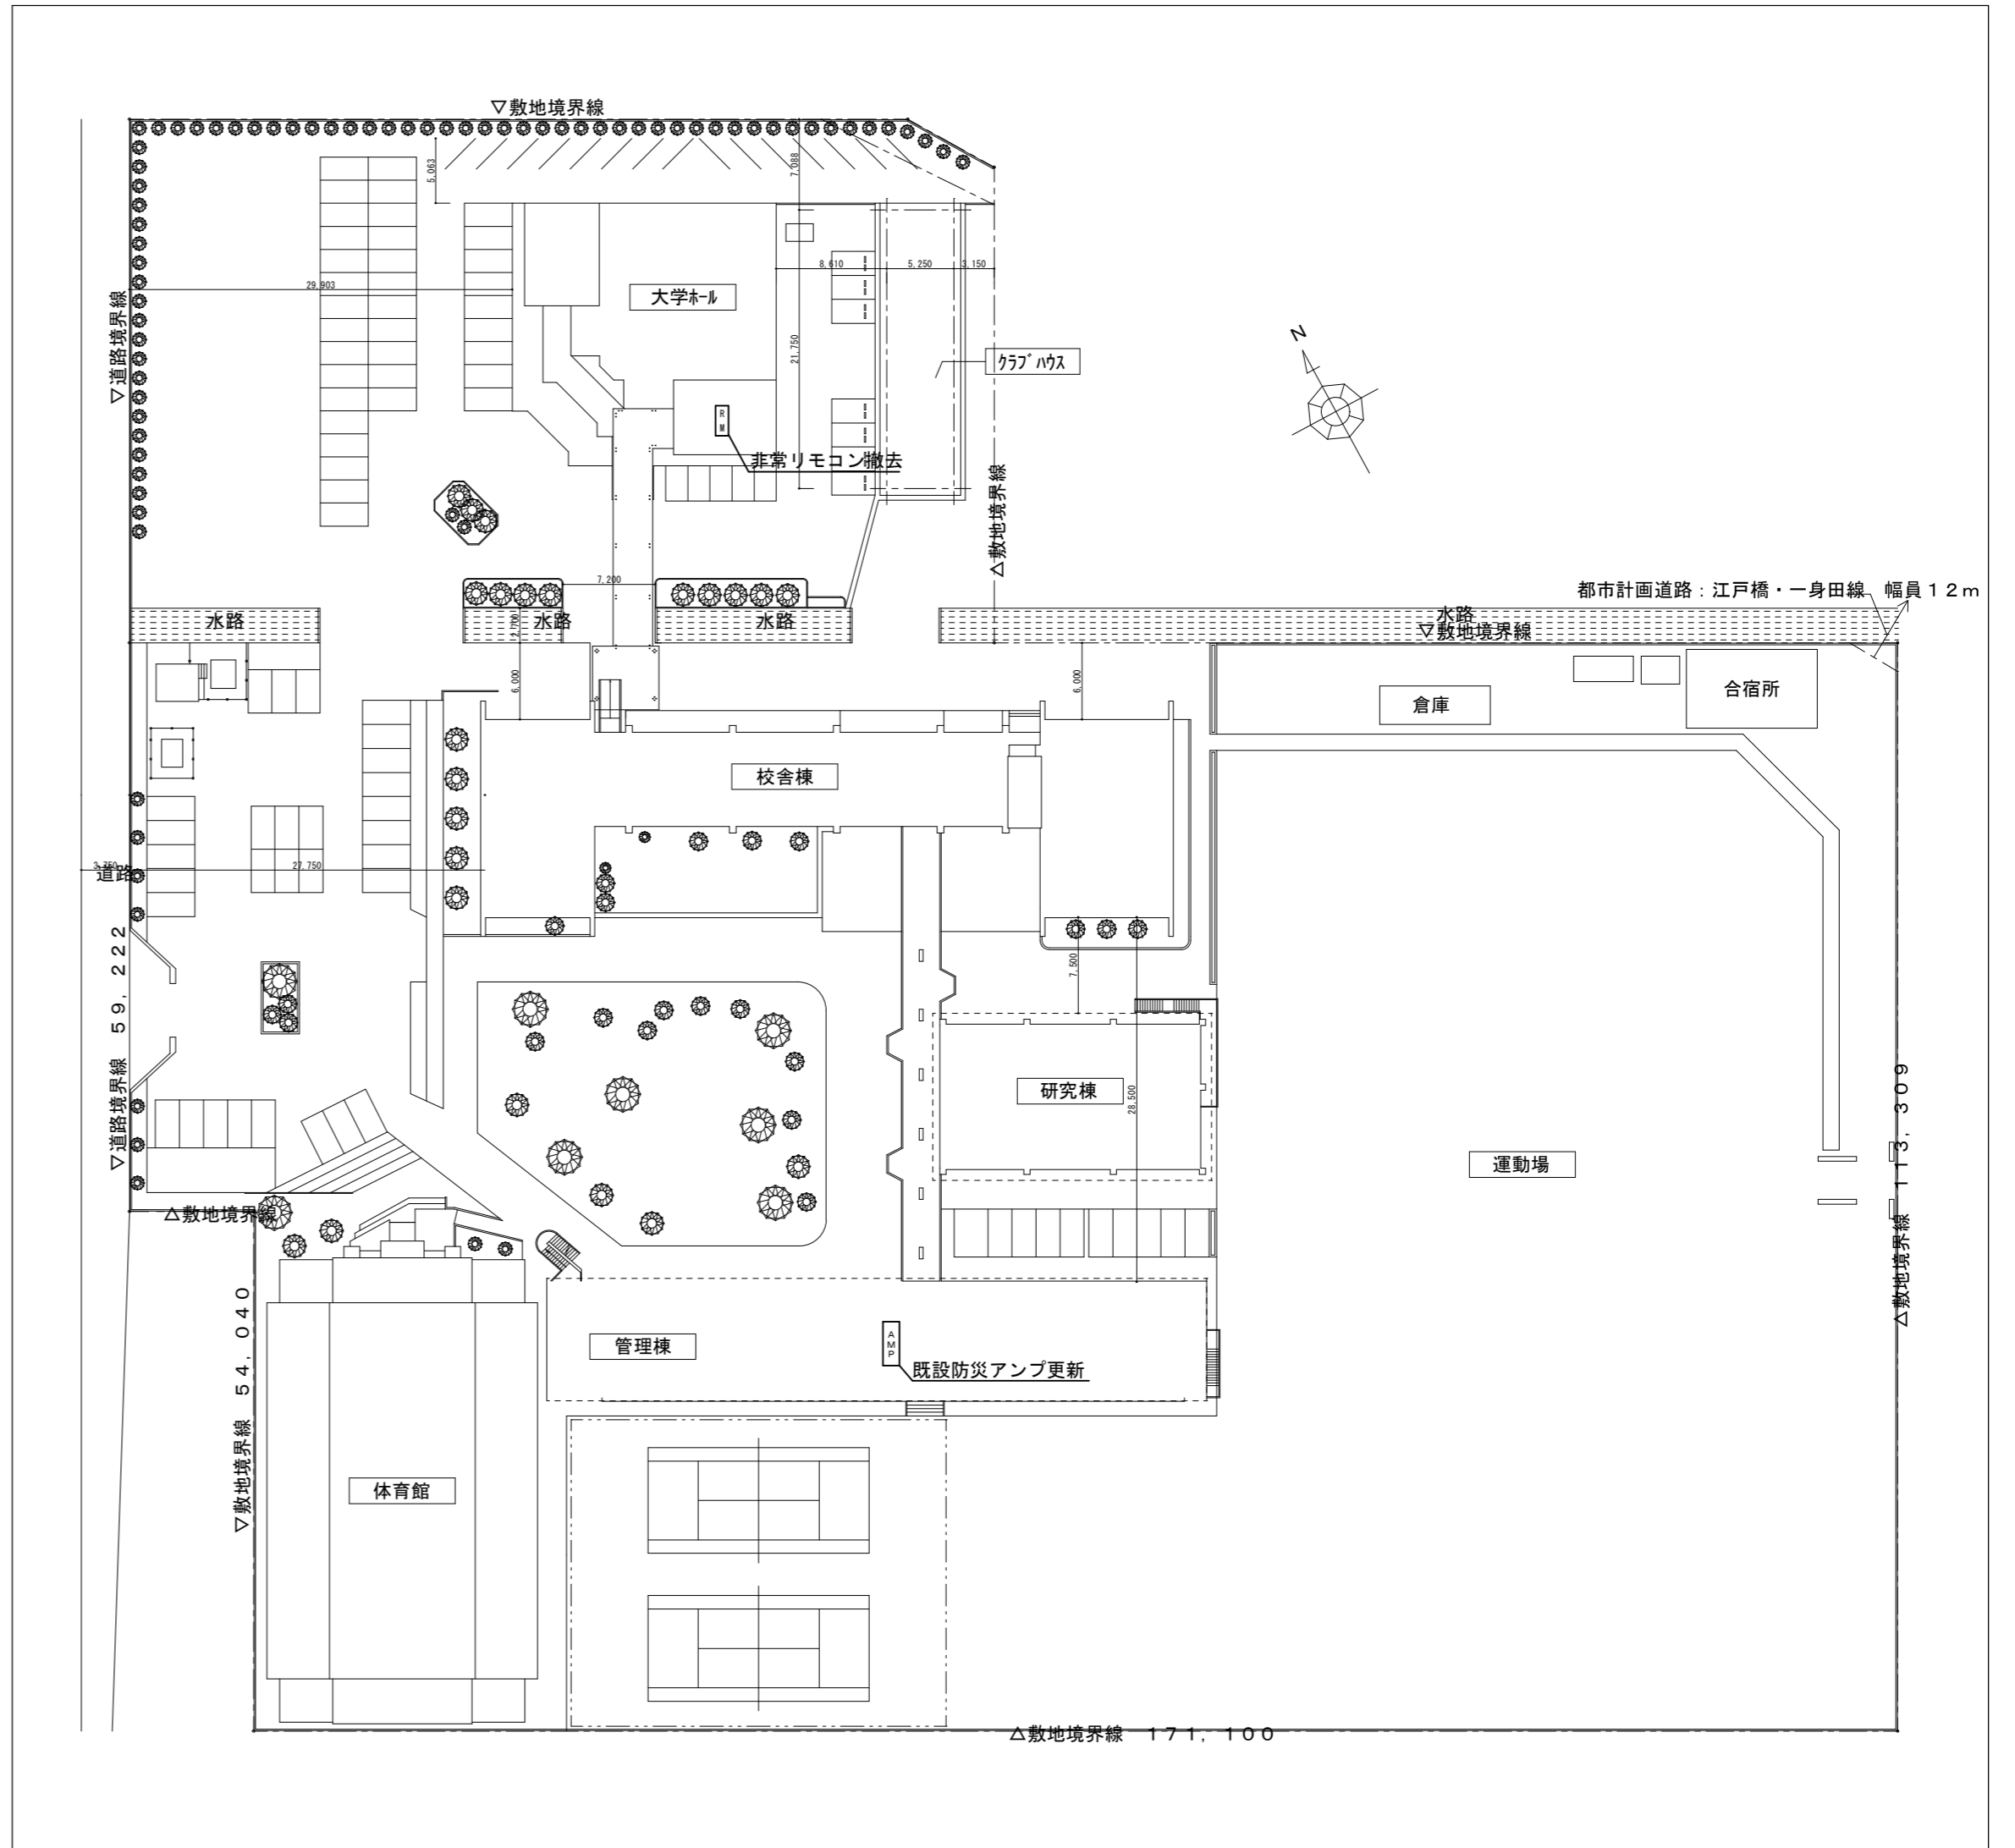 ▽敷地境界線
5,063
7,088
29,903
大学ホール
8,610
5,250
3,150
▽道路境界線
21,750
クラブハウス
N
R
M
非常リモコン撤去
△敷地境界線
7,200
都市計画道路：江戸橋・一身田線　幅員１２ｍ
水路
2,700
水路
水路
水路
▽敷地境界線
6,000
6,000
倉庫
合宿所
校舎棟
3,750
道路
27,750
▽道路境界線　５９，２２２
7,500
研究棟
28,500
運動場
△敷地境界線　１１３，３０９
△敷地境界線
▽敷地境界線　５４，０４０
管理棟
A
M
P
既設防災アンプ更新
体育館
△敷地境界線　１７１，１００